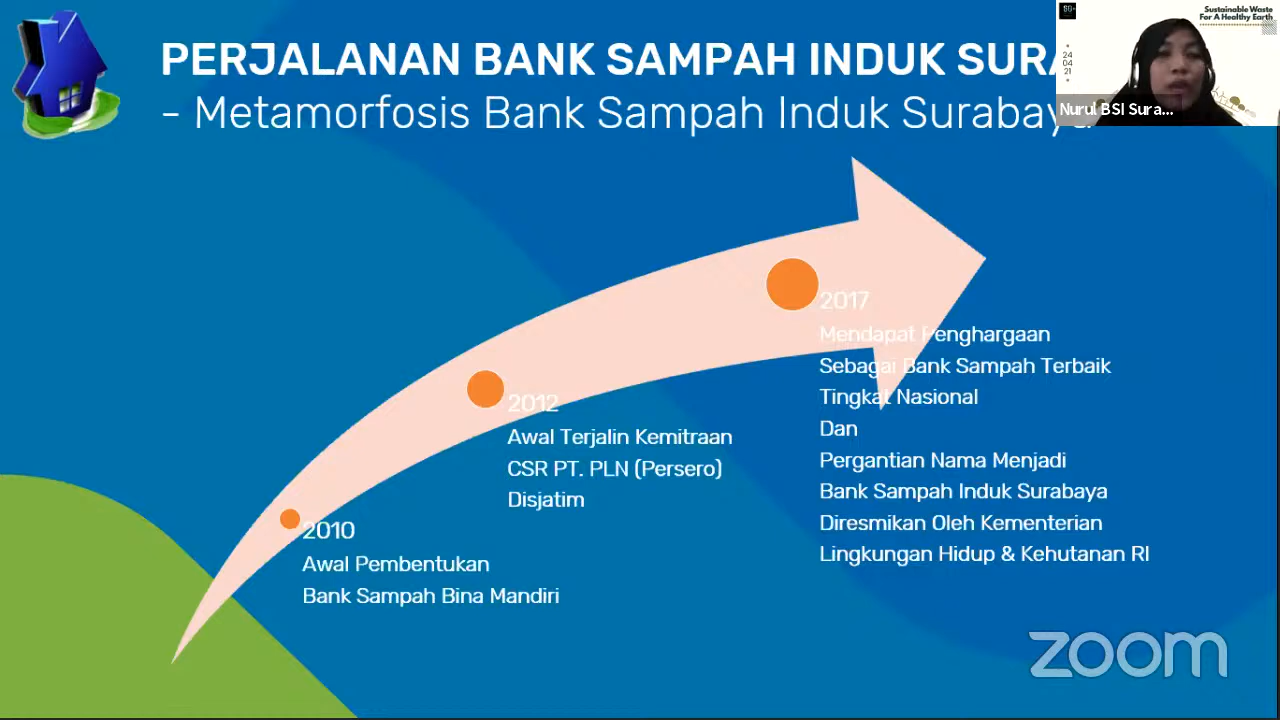 PERJALANAN BANK SAMPAH INDUK
- Metamorfosis Bank Sampah Induk Surabaya
Sustainable Waste
For A Healthy Earth
24
04
21
Nurul BSI Sura...
2017
Mendapat Penghargaan
Sebagai Bank Sampah Terbaik
Tingkat Nasional
Dan
Pergantian Nama Menjadi
Bank Sampah Induk Surabaya
Diresmikan Oleh Kementerian
Lingkungan Hidup & Kehutanan RI
2012
Awal Terjalin Kemitraan
CSR PT. PLN (Persero)
Disjatim
2010
Awal Pembentukan
Bank Sampah Bina Mandiri
zoom